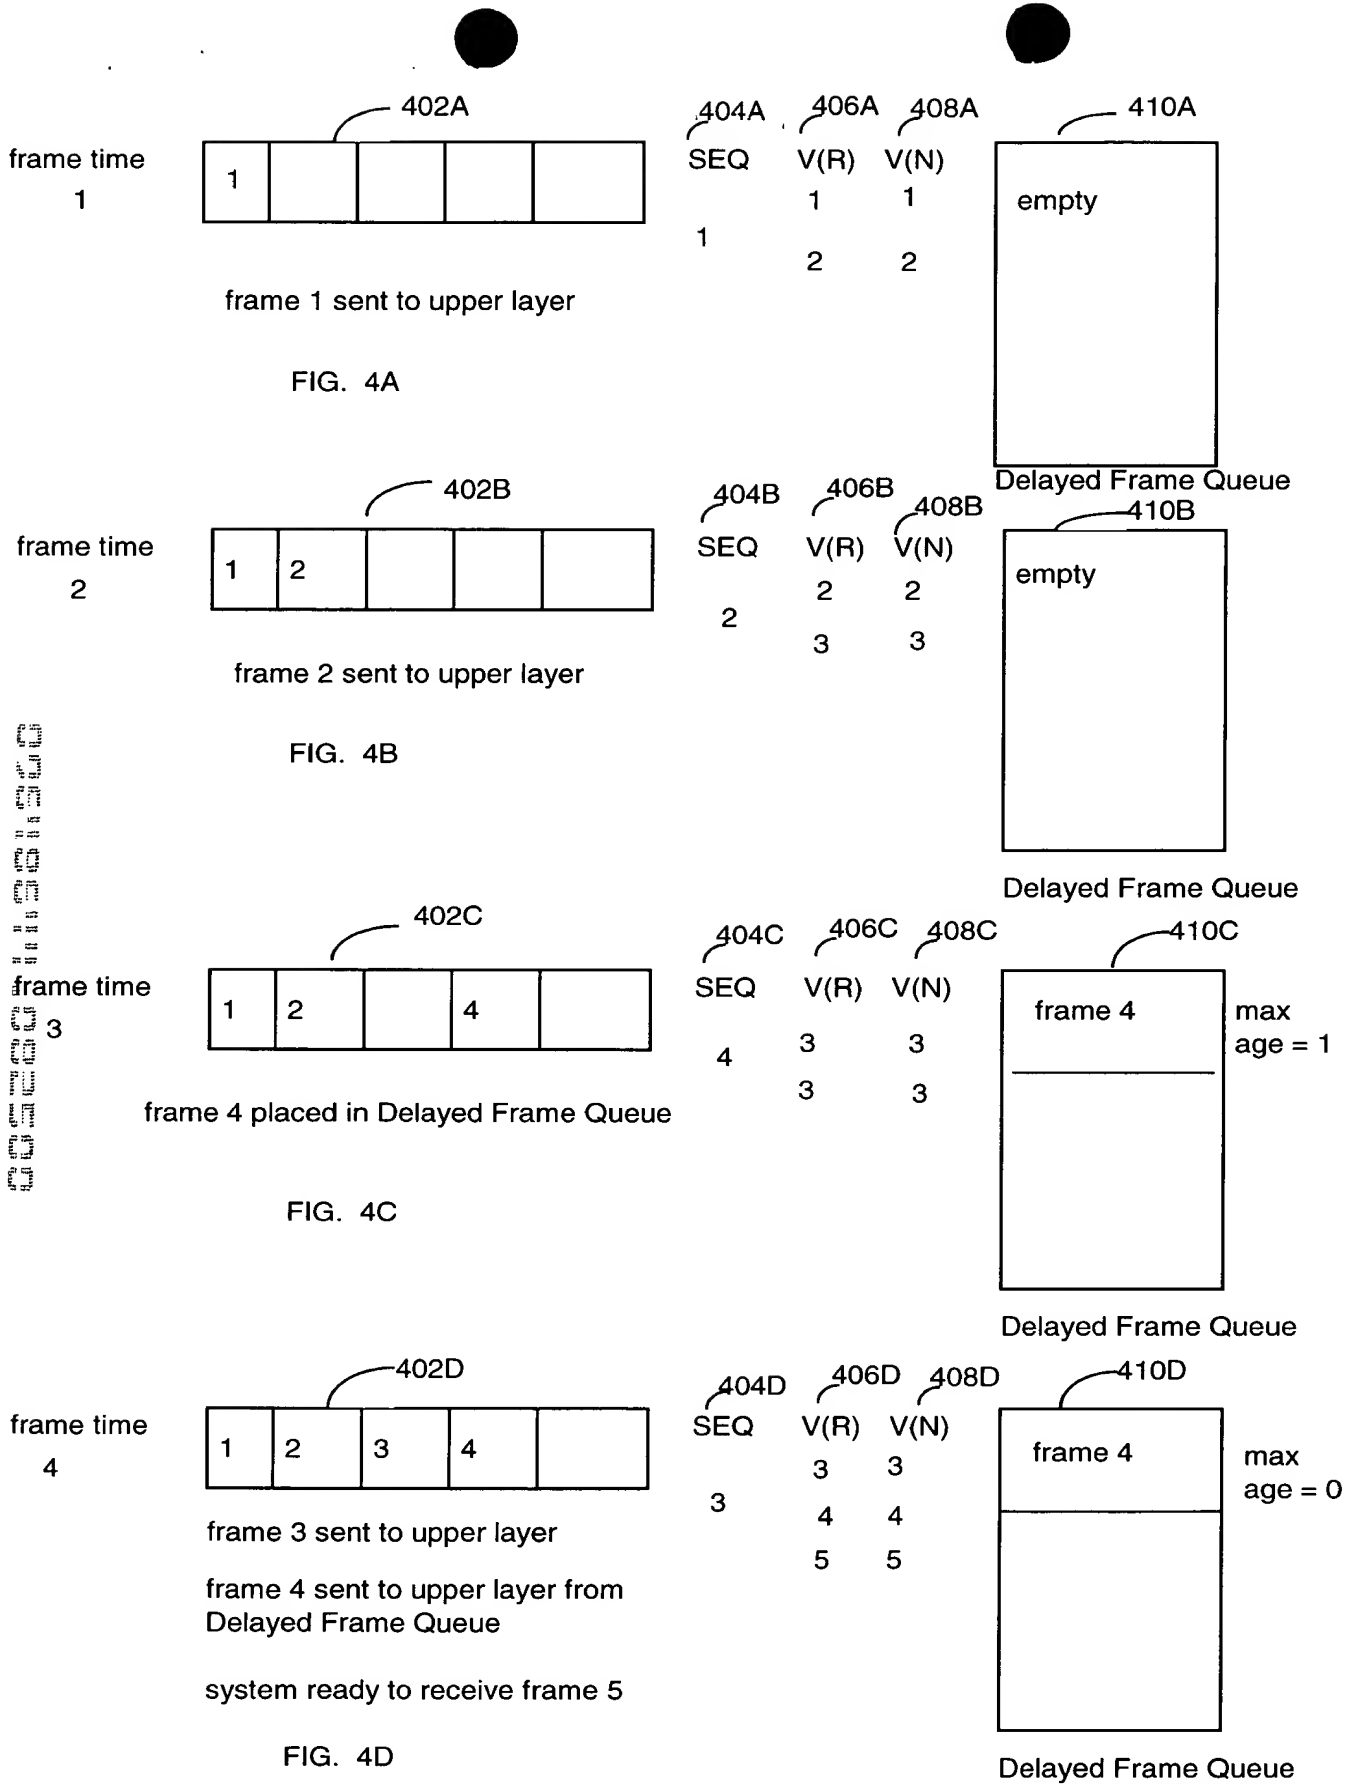 402A
404A
406A
408A
410A
frame time
1
1
SEQ
V(R)
V(N)
1
1
1
2
2
empty
frame 1 sent to upper layer
FIG. 4A
Delayed Frame Queue
402B
404B
406B
408B
410B
frame time
2
1
2
SEQ
V(R)
V(N)
2
2
2
3
3
empty
frame 2 sent to upper layer
FIG. 4B
Delayed Frame Queue
402C
404C
406C
408C
410C
frame time
3
1
2
4
SEQ
V(R)
V(N)
4
3
3
3
3
frame 4
max
age = 1
frame 4 placed in Delayed Frame Queue
FIG. 4C
Delayed Frame Queue
402D
404D
406D
408D
410D
frame time
4
1
2
3
4
SEQ
V(R)
V(N)
3
3
3
4
4
5
5
frame 4
max
age = 0
frame 3 sent to upper layer
frame 4 sent to upper layer from
Delayed Frame Queue
system ready to receive frame 5
FIG. 4D
Delayed Frame Queue